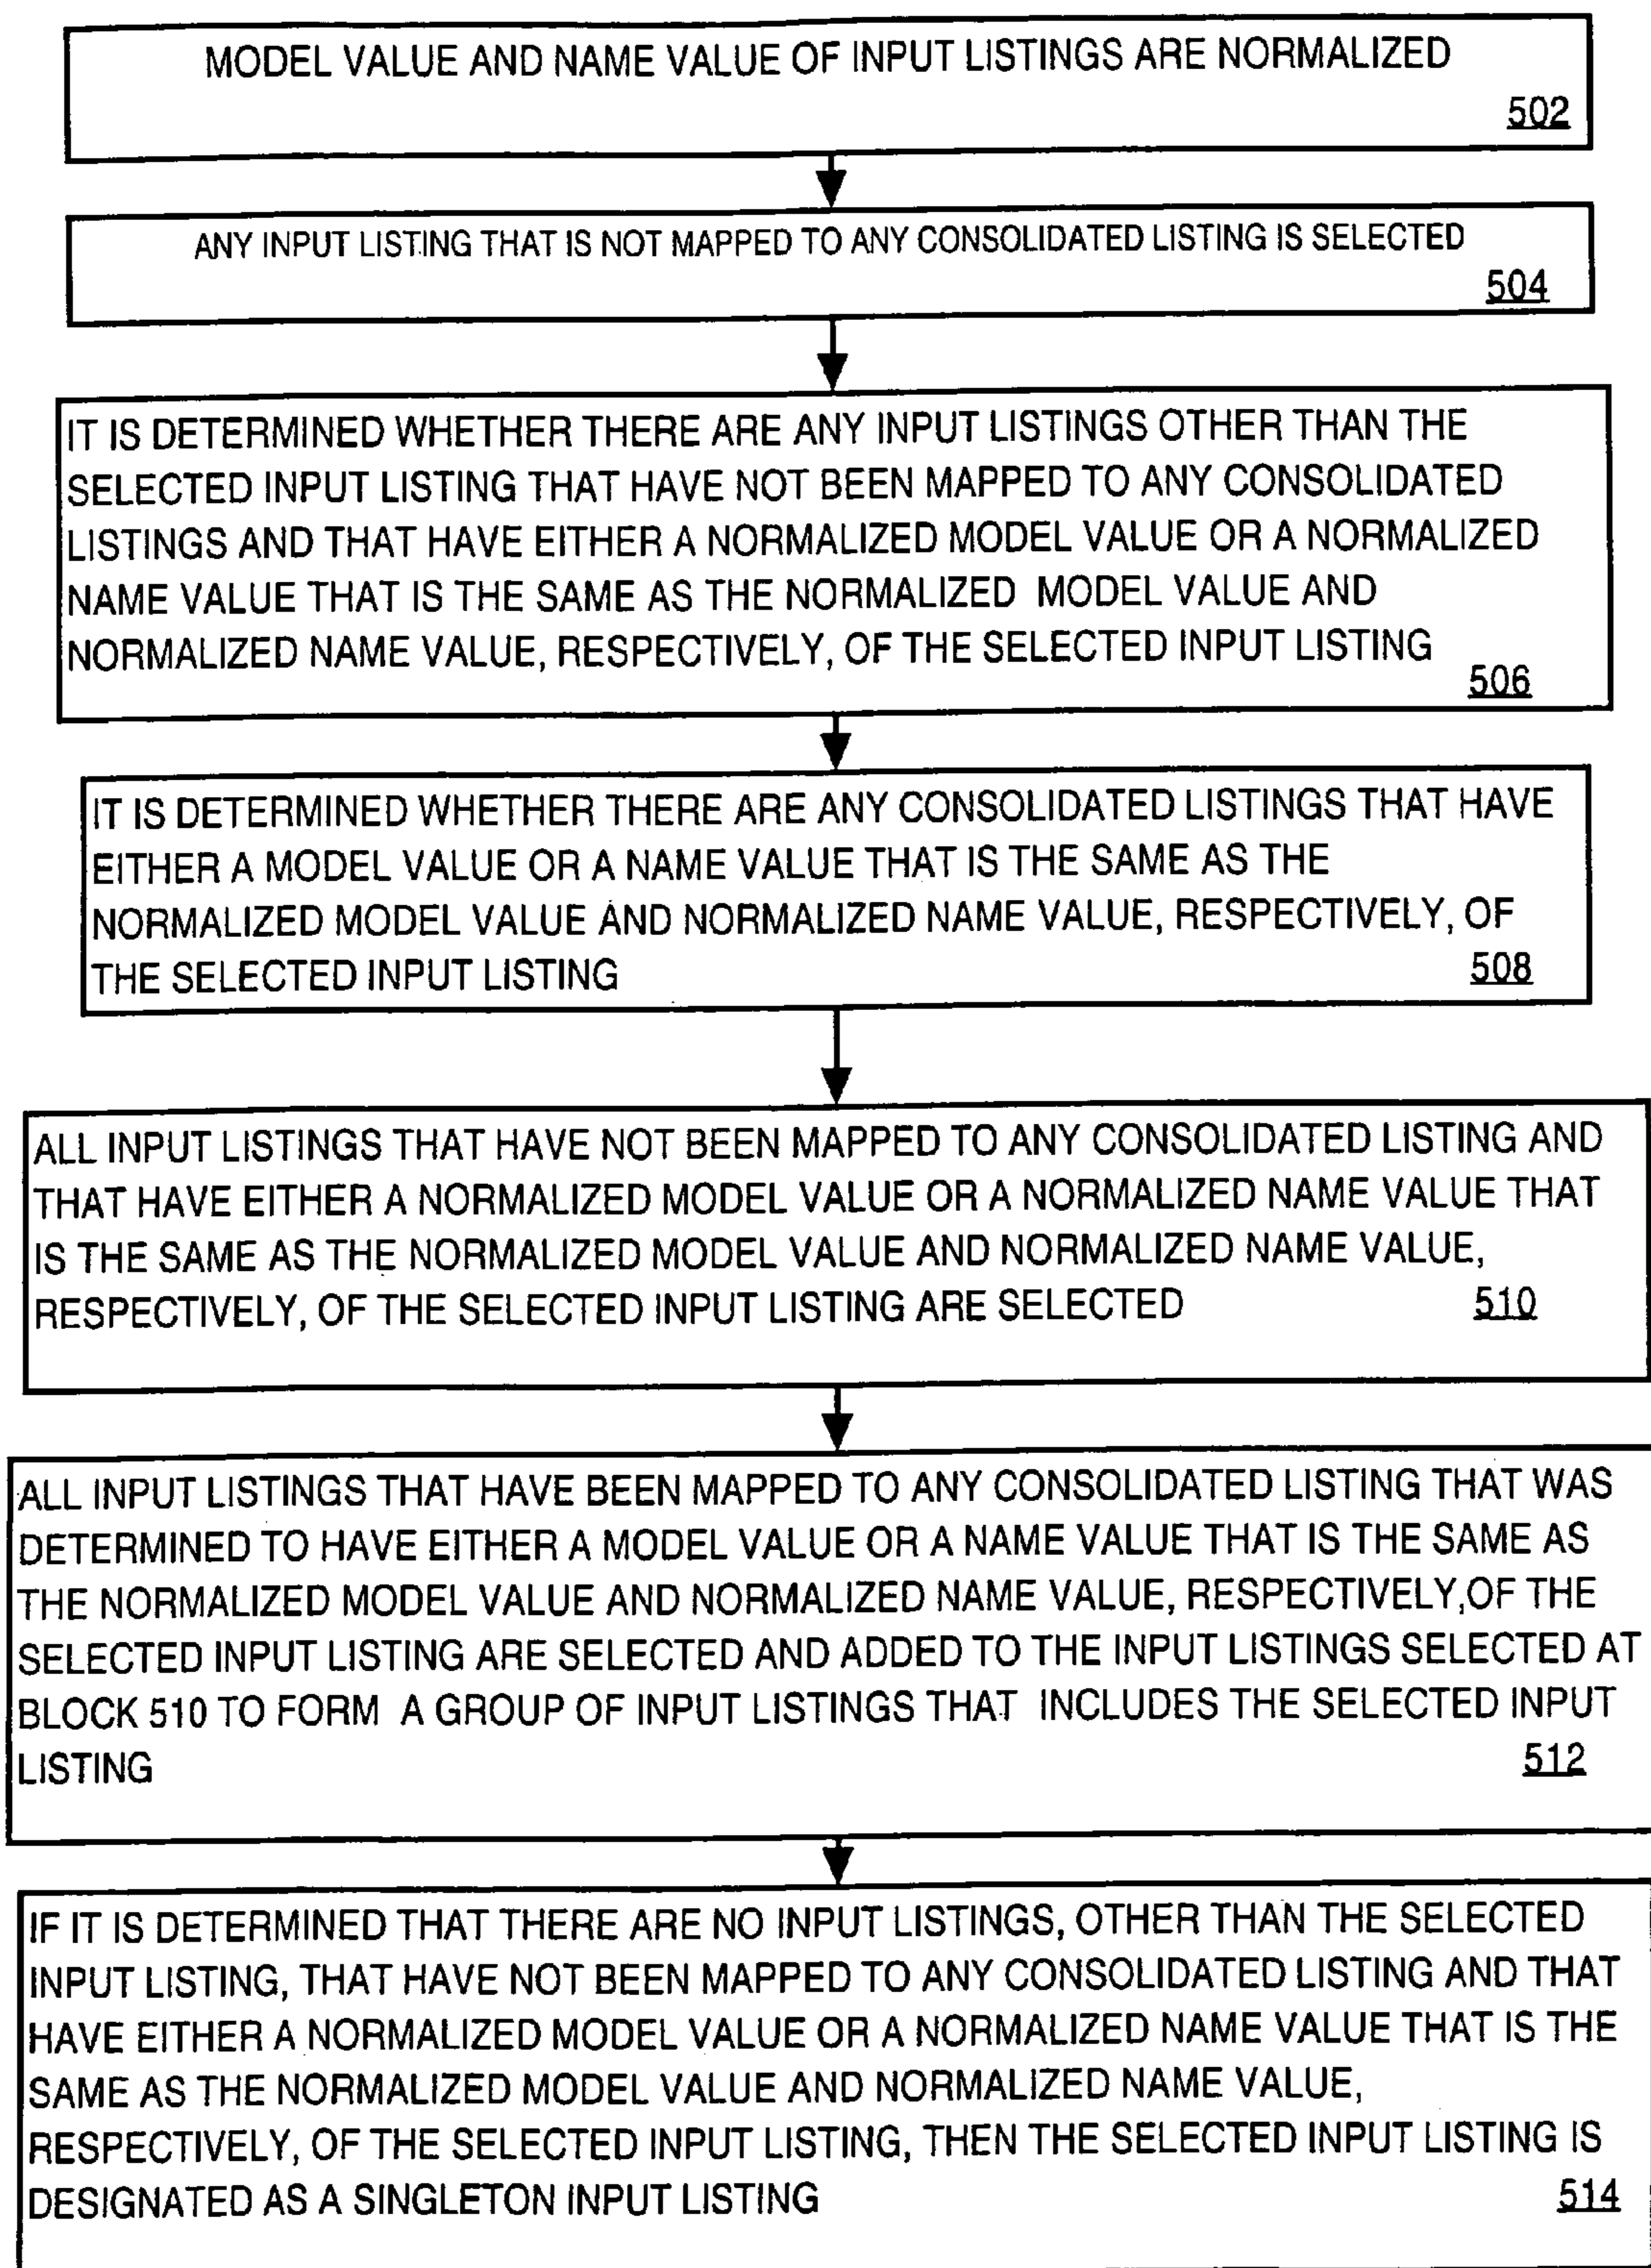 MODEL VALUE AND NAME VALUE OF INPUT LISTINGS ARE NORMALIZED
502
ANY INPUT LISTING THAT IS NOT MAPPED TO ANY CONSOLIDATED LISTING IS SELECTED
504
IT IS DETERMINED WHETHER THERE ARE ANY INPUT LISTINGS OTHER THAN THE
SELECTED INPUT LISTING THAT HAVE NOT BEEN MAPPED TO ANY CONSOLIDATED
LISTINGS AND THAT HAVE EITHER A NORMALIZED MODEL VALUE OR A NORMALIZED
NAME VALUE THAT IS THE SAME AS THE NORMALIZED MODEL VALUE AND
NORMALIZED NAME VALUE, RESPECTIVELY, OF THE SELECTED INPUT LISTING
506
IT IS DETERMINED WHETHER THERE ARE ANY CONSOLIDATED LISTINGS THAT HAVE
EITHER A MODEL VALUE OR A NAME VALUE THAT IS THE SAME AS THE
NORMALIZED MODEL VALUE AND NORMALIZED NAME VALUE, RESPECTIVELY, OF
THE SELECTED INPUT LISTING 508
ALL INPUT LISTINGS THAT HAVE NOT BEEN MAPPED TO ANY CONSOLIDATED LISTING AND
THAT HAVE EITHER A NORMALIZED MODEL VALUE OR A NORMALIZED NAME VALUE THAT
IS THE SAME AS THE NORMALIZED MODEL VALUE AND NORMALIZED NAME VALUE,
RESPECTIVELY, OF THE SELECTED INPUT LISTING ARE SELECTED 510
ALL INPUT LISTINGS THAT HAVE BEEN MAPPED TO ANY CONSOLIDATED LISTING THAT WAS
DETERMINED TO HAVE EITHER A MODEL VALUE OR A NAME VALUE THAT IS THE SAME AS
THE NORMALIZED MODEL VALUE AND NORMALIZED NAME VALUE, RESPECTIVELY,OF THE
SELECTED INPUT LISTING ARE SELECTED AND ADDED TO THE INPUT LISTINGS SELECTED AT
BLOCK 510 TO FORM A GROUP OF INPUT LISTINGS THAT INCLUDES THE SELECTED INPUT
LISTING 512
IF IT IS DETERMINED THAT THERE ARE NO INPUT LISTINGS, OTHER THAN THE SELECTED
INPUT LISTING, THAT HAVE NOT BEEN MAPPED TO ANY CONSOLIDATED LISTING AND THAT
HAVE EITHER A NORMALIZED MODEL VALUE OR A NORMALIZED NAME VALUE THAT IS THE
SAME AS THE NORMALIZED MODEL VALUE AND NORMALIZED NAME VALUE,
RESPECTIVELY, OF THE SELECTED INPUT LISTING, THEN THE SELECTED INPUT LISTING IS
DESIGNATED AS A SINGLETON INPUT LISTING 514